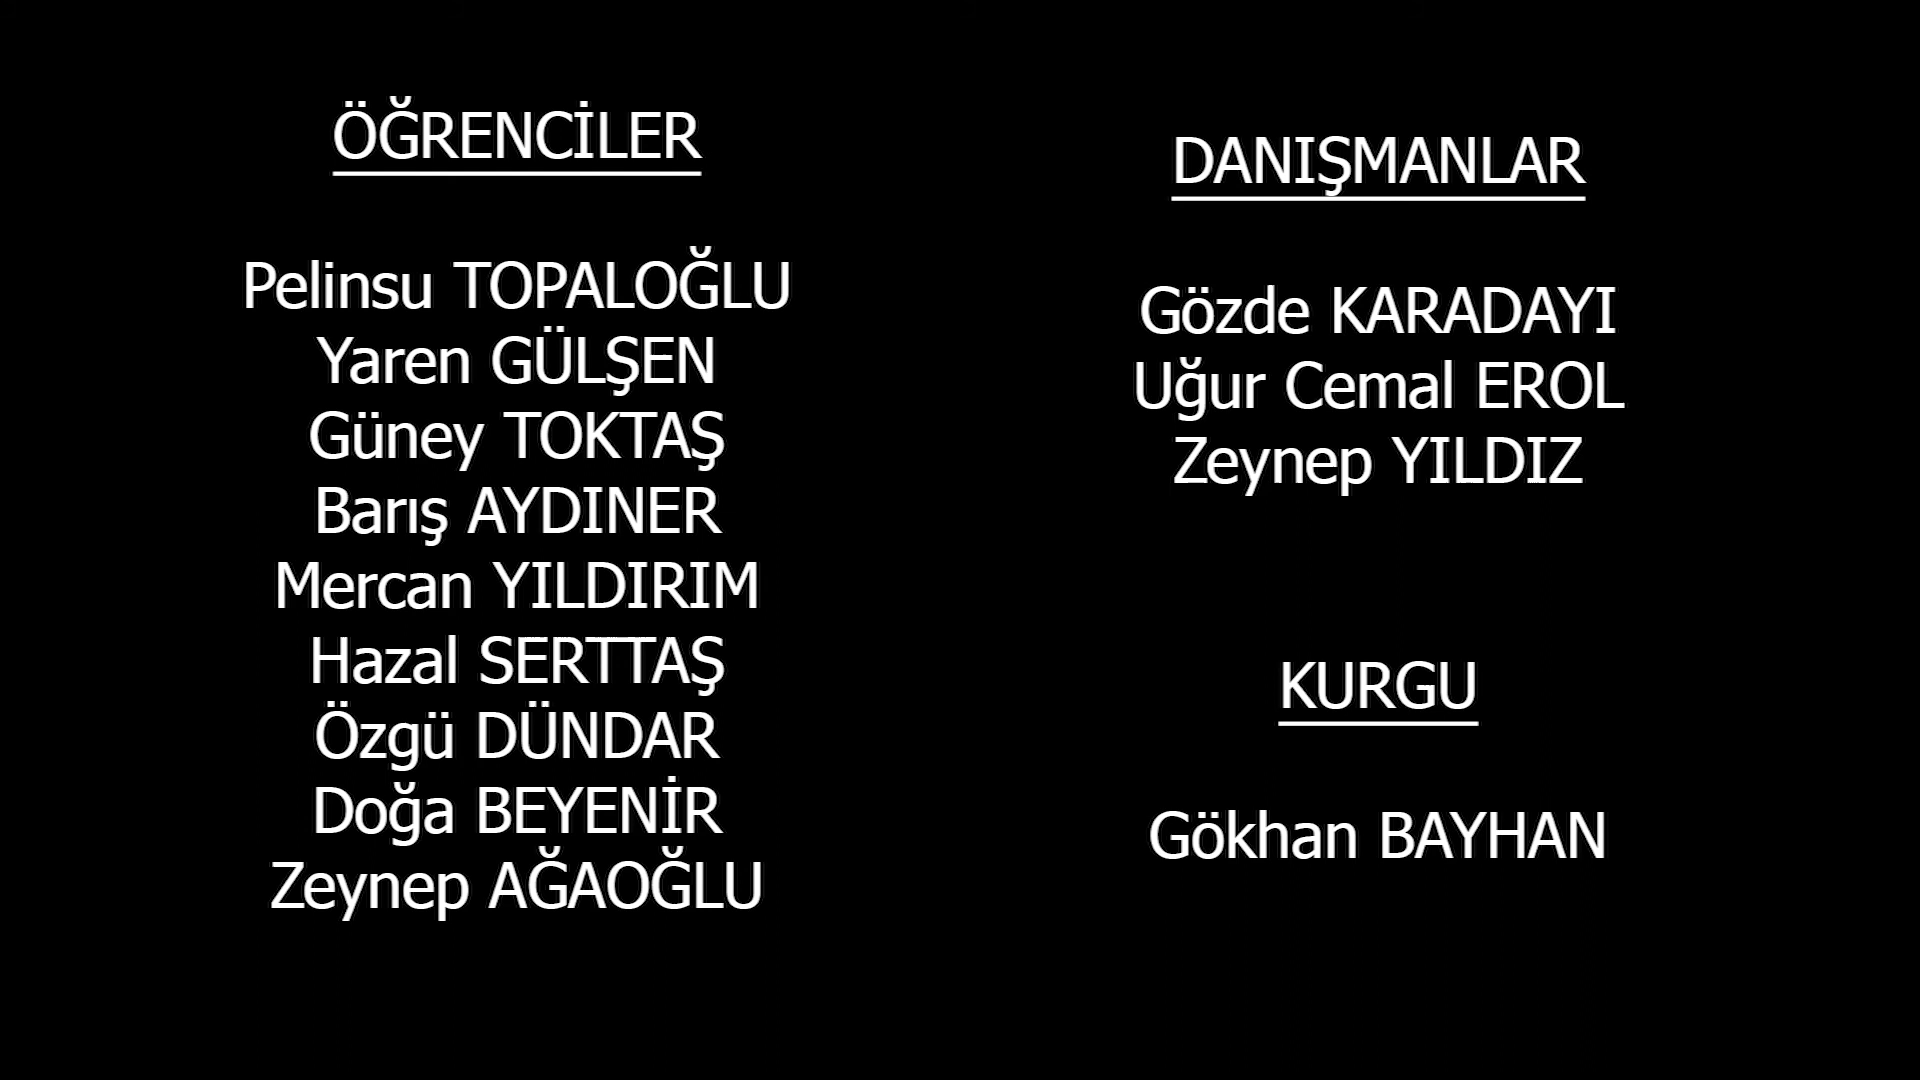 ÖĞRENCİLER
Pelinsu TOPALOĞLU
Yaren GÜLŞEN
Güney TOKTAŞ
Barış AYDINER
Mercan YILDIRIM
Hazal SERTTAŞ
Özgü DÜNDAR
Doğa BEYENİR
Zeynep AĞAOĞLU
DANIŞMANLAR
Gözde KARADAYI
Uğur Cemal EROL
Zeynep YILDIZ
KURGU
Gökhan BAYHAN